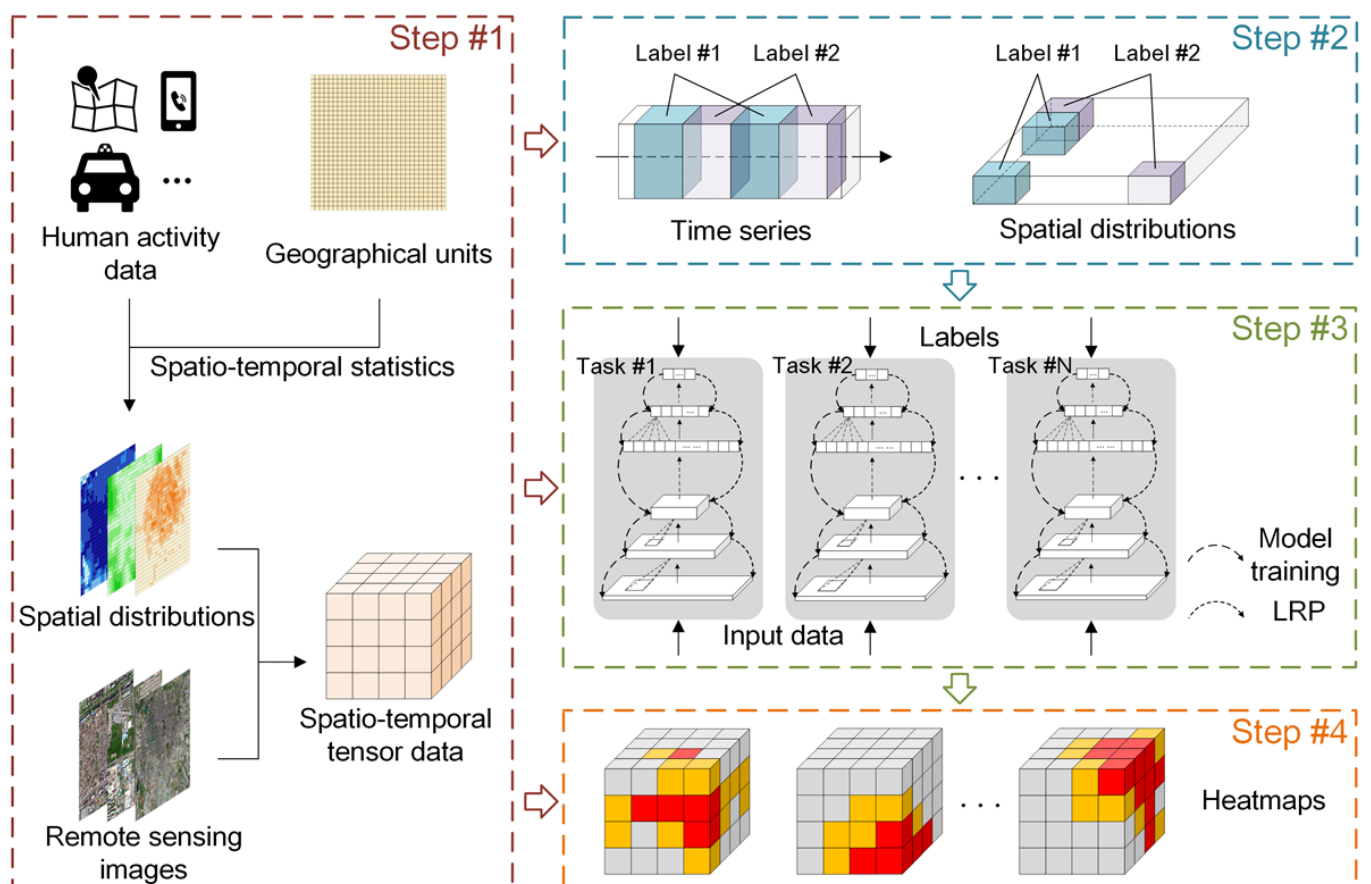 Step #1
Human activity
data
Geographical units
Spatio-temporal statistics
Spatial distributions
Spatio-temporal
tensor data
Remote sensing
images
Step #2
Label #1
Label #2
Label #1
Label #2
Time series
Spatial distributions
Step #3
Labels
Task #1
Task #2
Task #N
Input data
Model
training
LRP
Step #4
Heatmaps